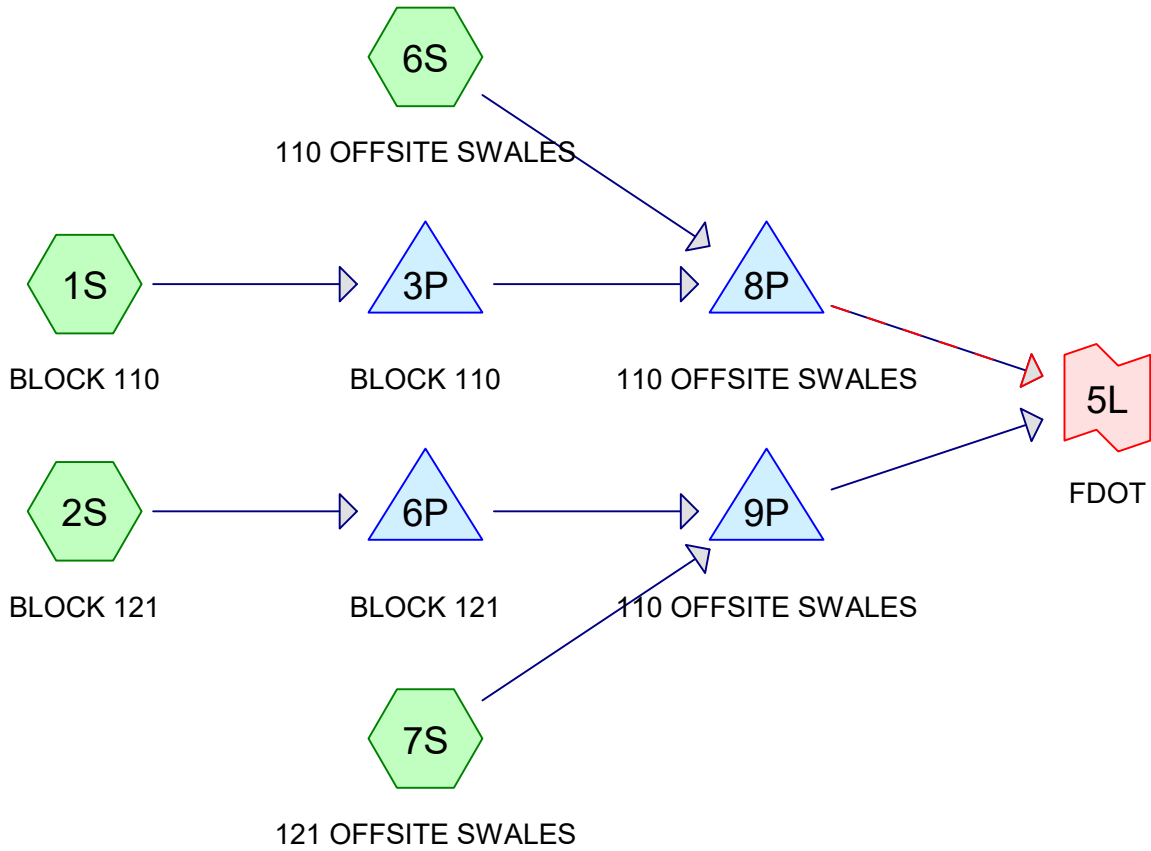 6S
110 OFFSITE SWALES
1S
3P
8P
BLOCK 110
BLOCK 110
110 OFFSITE SWALES
5L
FDOT
2S
6P
9P
BLOCK 121
BLOCK 121
110 OFFSITE SWALES
7S
121 OFFSITE SWALES